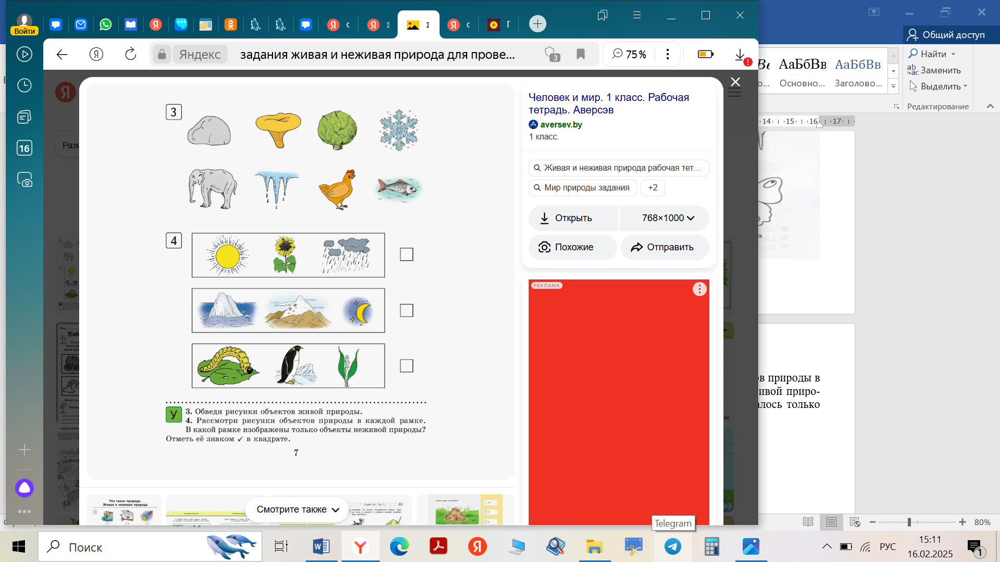 Войти
Яндекс
задания живая и неживая природа для прове...
3
75 %
16
3
4
3. Обведи рисунки объектов живой природы.
4. Рассмотри рисунки объектов природы в каждой рамке.
В какой рамке изображены только объекты неживой природы?
Отметь её знаком ✓ в квадрате.
У
7
Человек и мир. 1 класс. Рабочая
тетрадь. Аверсэв
aversev.by
1 класс.
Живая и неживая природа рабочая тет...
Мир природы задания
+2
Открыть
768×1000
Похожие
Отправить
РЕКЛАМА
Смотрите также
Что такое природа.
Живая и неживая природа
41
Telegram
Общий доступ
АаБбВв
АаБбВв
Основно...
Заголово...
Найти
Заменить
Выделить
Редактирование
14 15 16 17
природы в
ивой приро-
лось только
80%
Поиск
РУС
15:11
16.02.2025
1